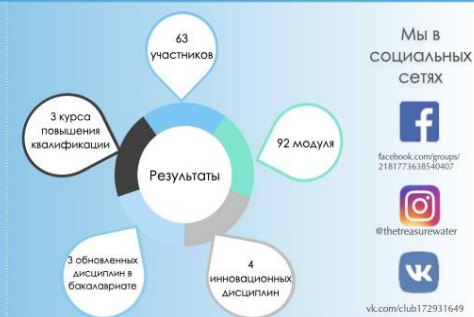 63
участников
3 курса
повышения
квалификации
92 модуля
Результаты
3 обновленных
дисциплин в
бакалавриате
4
инновационных
дисциплин
Мы в
социальных
сетях
facebook.com/groups/
2181773638540407
@thetreasurewater
vk.com/club172931649